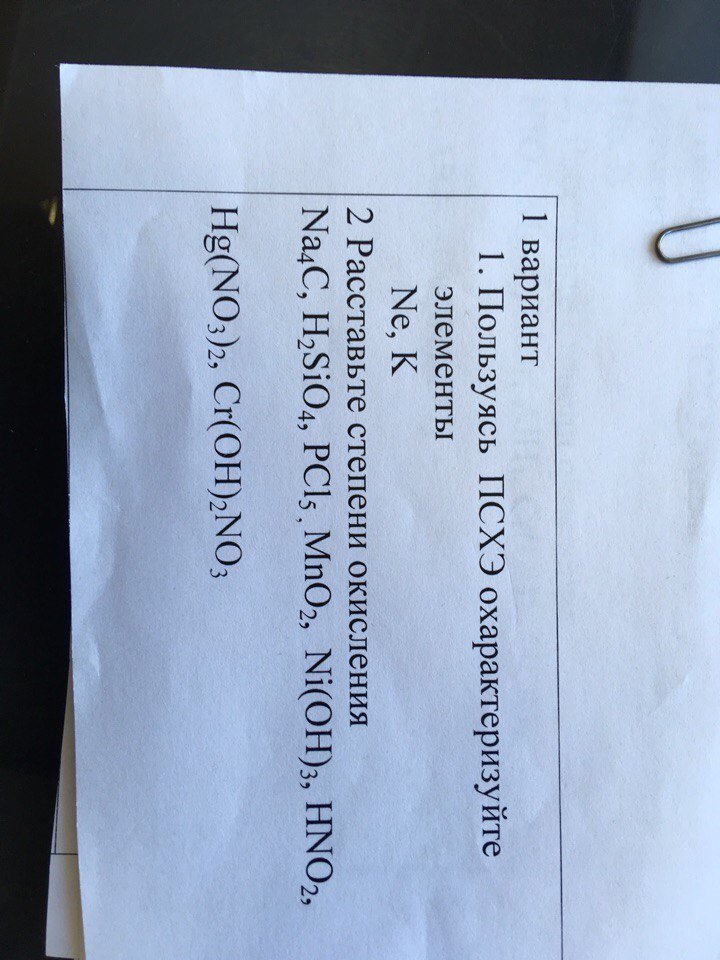 1 вариант
1. Пользуясь ПСХЭ охарактеризуйте
элементы
Ne, K
2 Расставьте степени окисления
Na₄C, H₂SiO₄, PCl₅, MnO₂, Ni(OH)₃, HNO₂,
Hg(NO₃)₂, Cr(OH)₂NO₃